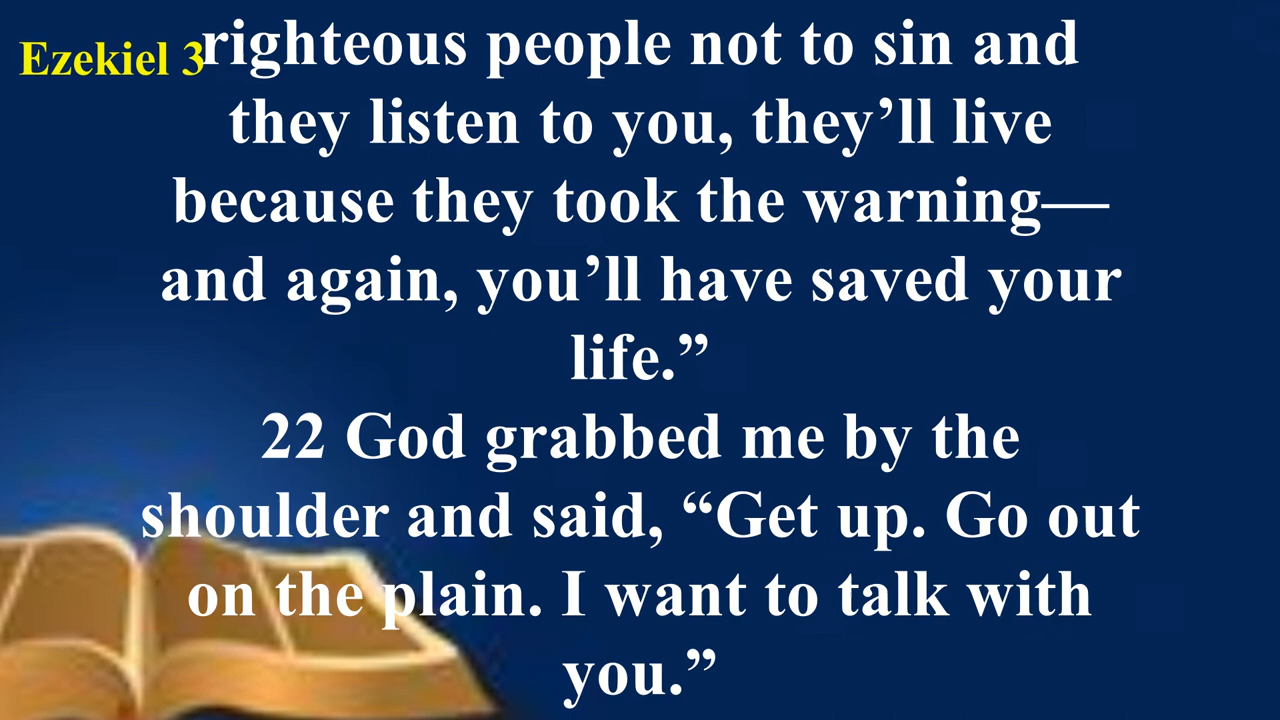 Ezekiel 3
righteous people not to sin and
they listen to you, they’ll live
because they took the warning—
and again, you’ll have saved your
life.”
22 God grabbed me by the
shoulder and said, “Get up. Go out
on the plain. I want to talk with
you.”